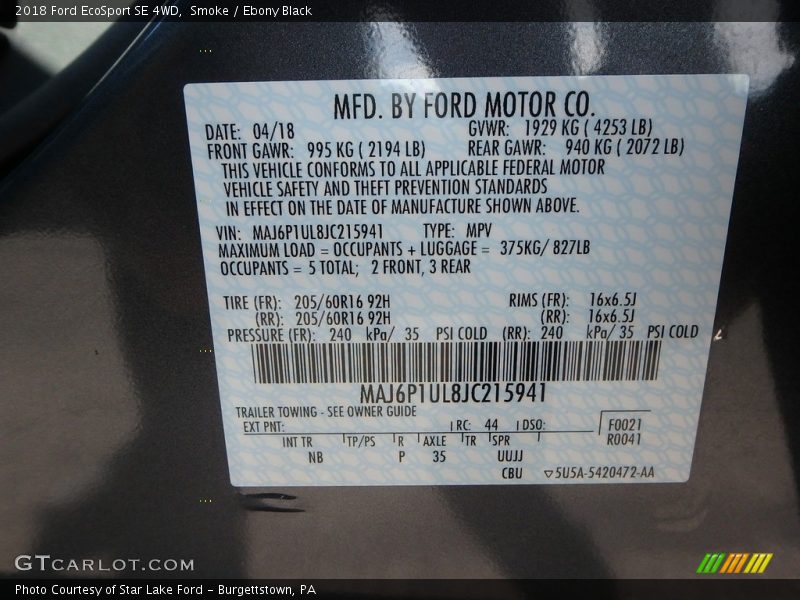 2018 Ford EcoSport SE 4WD, Smoke / Ebony Black
MFD. BY FORD MOTOR CO.
DATE: 04/18 GVWR: 1929 KG ( 4253 LB)
FRONT GAWR: 995 KG ( 2194 LB) REAR GAWR: 940 KG ( 2072 LB)
THIS VEHICLE CONFORMS TO ALL APPLICABLE FEDERAL MOTOR
VEHICLE SAFETY AND THEFT PREVENTION STANDARDS
IN EFFECT ON THE DATE OF MANUFACTURE SHOWN ABOVE.
VIN: MAJ6P1UL8JC215941 TYPE: MPV
MAXIMUM LOAD = OCCUPANTS + LUGGAGE = 375KG/ 827LB
OCCUPANTS = 5 TOTAL; 2 FRONT, 3 REAR
TIRE (FR): 205/60R16 92H RIMS (FR): 16x6.5J
(RR): 205/60R16 92H (RR): 16x6.5J
PRESSURE (FR): 240 kPa/ 35 PSI COLD (RR): 240 kPa/ 35 PSI COLD
MAJ6P1UL8JC215941
TRAILER TOWING - SEE OWNER GUIDE
EXT PNT: RC: 44 DSO: F0021
R0041
INT TR TP/PS R AXLE TR SPR
NB P 35 UUJJ
CBU 5U5A-5420472-AA
GTCARLOT.COM
Photo Courtesy of Star Lake Ford - Burgettstown, PA